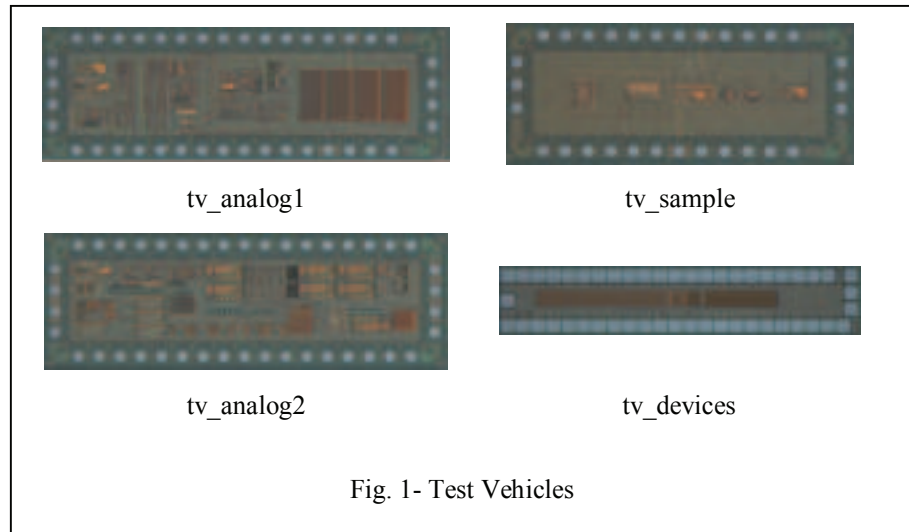 tv_analog1
tv_sample
tv_analog2
tv_devices
Fig. 1- Test Vehicles